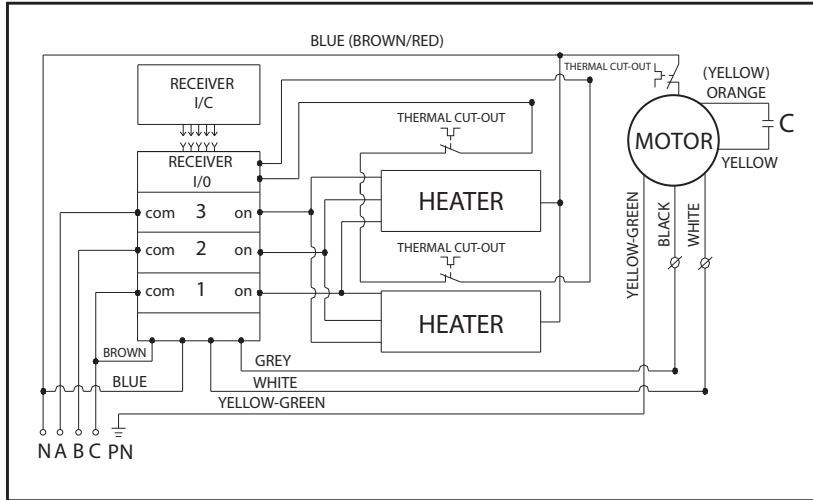 BLUE (BROWN/RED)
THERMAL CUT-OUT
(YELLOW)
ORANGE
RECEIVER
I/C
THERMAL CUT-OUT
C
MOTOR
YELLOW
RECEIVER
I/0
HEATER
com 3 on
com 2 on
com 1 on
THERMAL CUT-OUT
HEATER
YELLOW-GREEN
BLACK
WHITE
BROWN
GREY
BLUE
WHITE
YELLOW-GREEN
N A B C PN